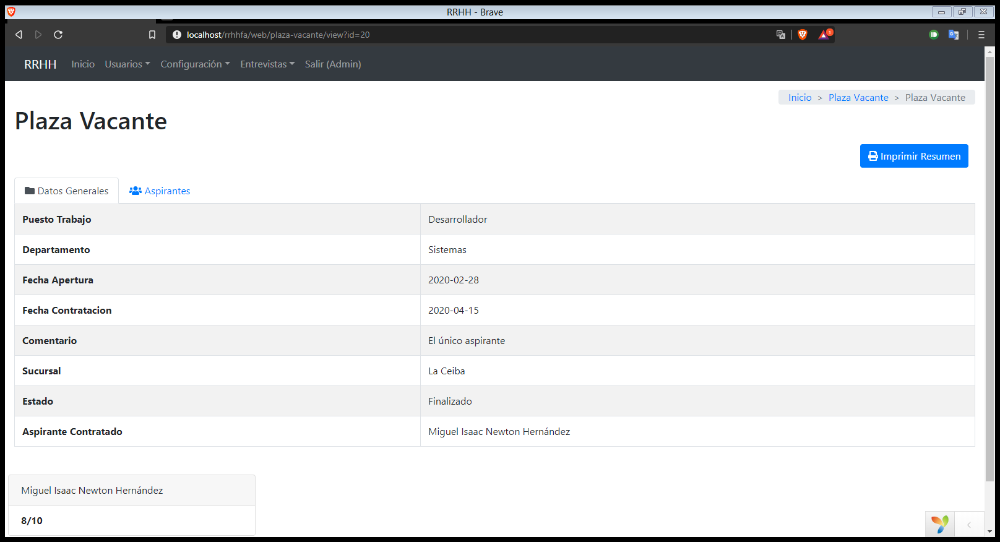 RRHH - Brave
localhost/rrhhfa/web/plaza-vacante/view?id=20
1
RRHH Inicio Usuarios Configuración Entrevistas Salir (Admin)
Inicio > Plaza Vacante > Plaza Vacante
Plaza Vacante
Imprimir Resumen
Datos Generales Aspirantes
Puesto Trabajo Desarrollador
Departamento Sistemas
Fecha Apertura 2020-02-28
Fecha Contratacion 2020-04-15
Comentario El único aspirante
Sucursal La Ceiba
Estado Finalizado
Aspirante Contratado Miguel Isaac Newton Hernández
Miguel Isaac Newton Hernández
8/10